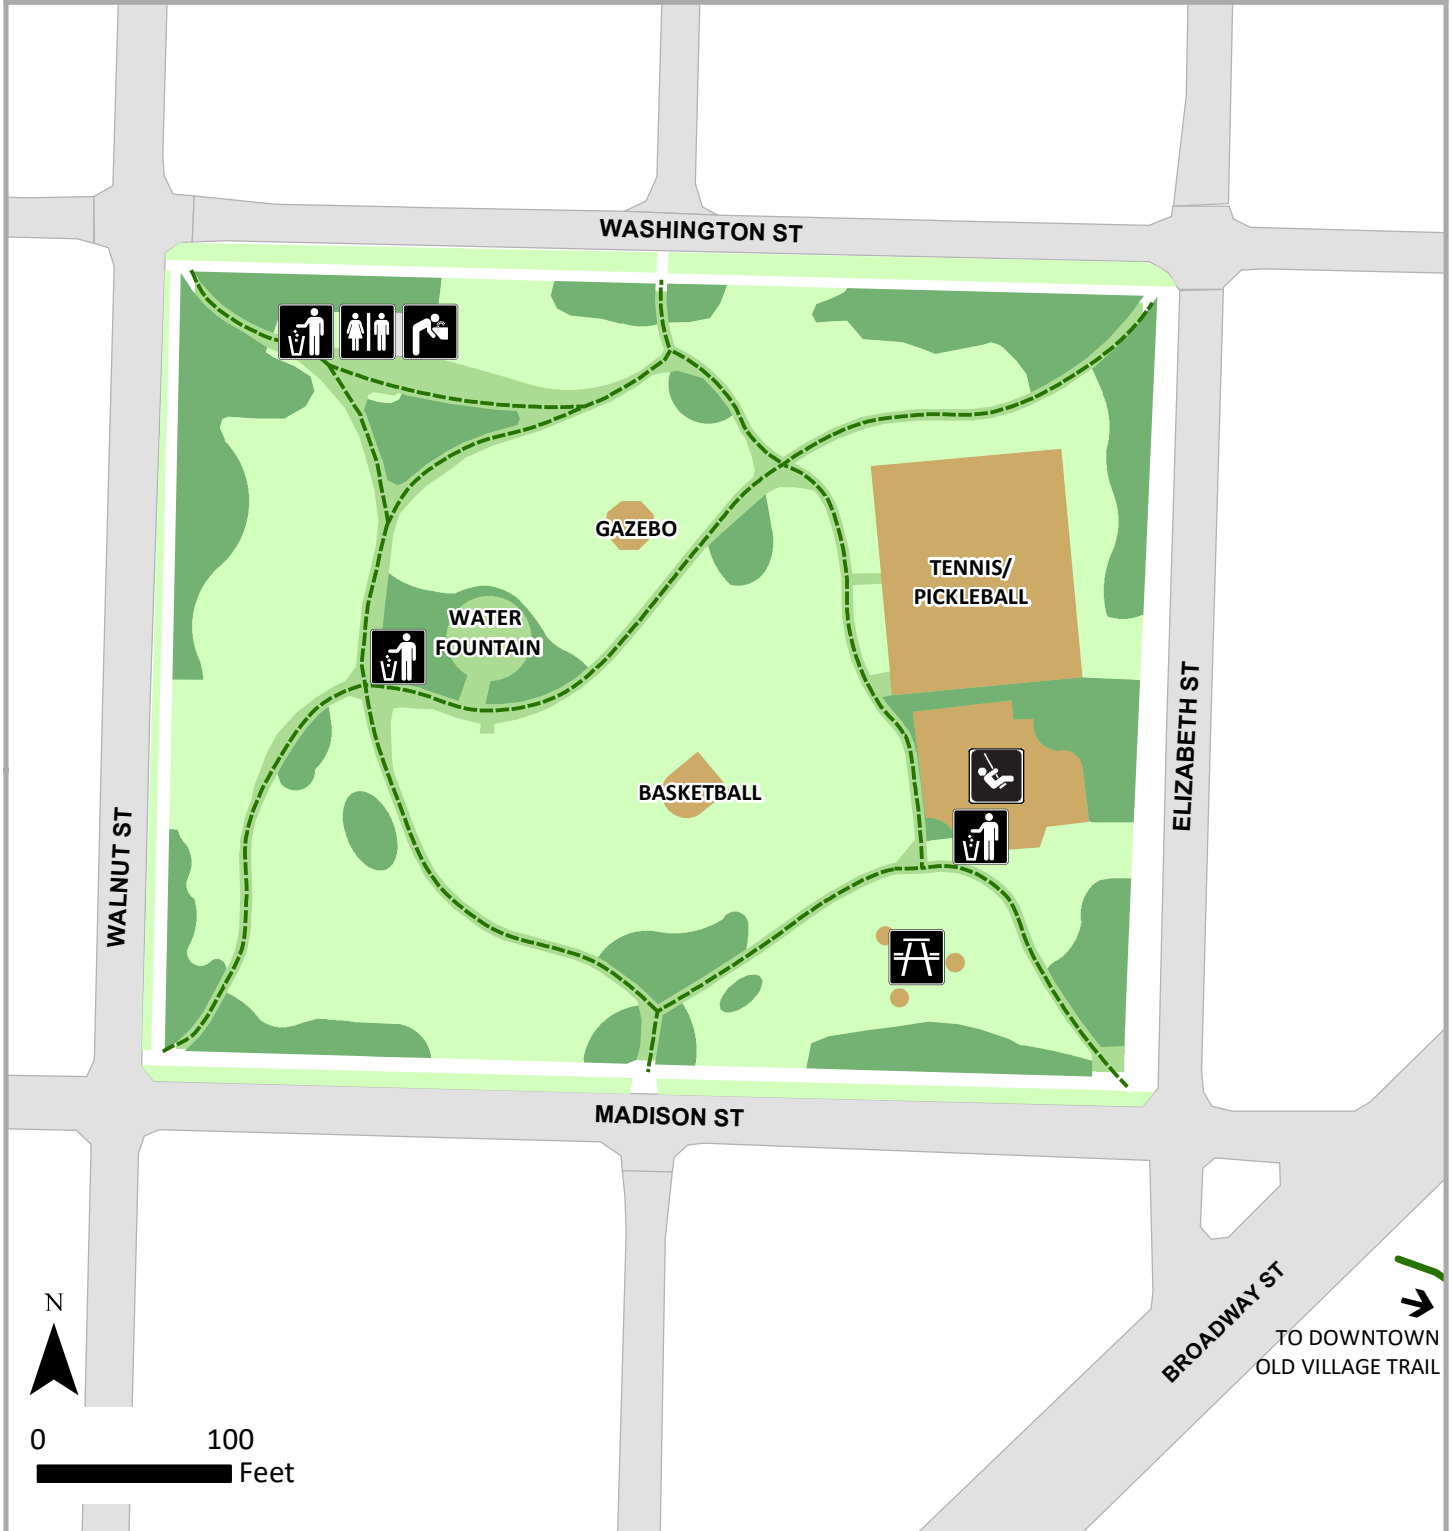 WASHINGTON ST
GAZEBO
TENNIS/
PICKLEBALL
WATER
FOUNTAIN
ELIZABETH ST
BASKETBALL
WALNUT ST
MADISON ST
BROADWAY ST
N
TO DOWNTOWN
OLD VILLAGE TRAIL
0 100
Feet